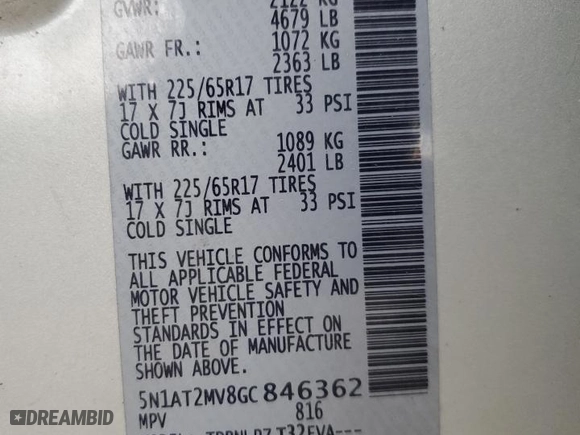 GVWR: 2122 KG
4679 LB
GAWR FR.: 1072 KG
2363 LB
WITH 225/65R17 TIRES
17 X 7J RIMS AT 33 PSI
COLD SINGLE
GAWR RR.: 1089 KG
2401 LB
WITH 225/65R17 TIRES
17 X 7J RIMS AT 33 PSI
COLD SINGLE
THIS VEHICLE CONFORMS TO
ALL APPLICABLE FEDERAL
MOTOR VEHICLE SAFETY AND
THEFT PREVENTION
STANDARDS IN EFFECT ON
THE DATE OF MANUFACTURE
SHOWN ABOVE.
5N1AT2MV8GC846362
MPV 816
DREAMBID